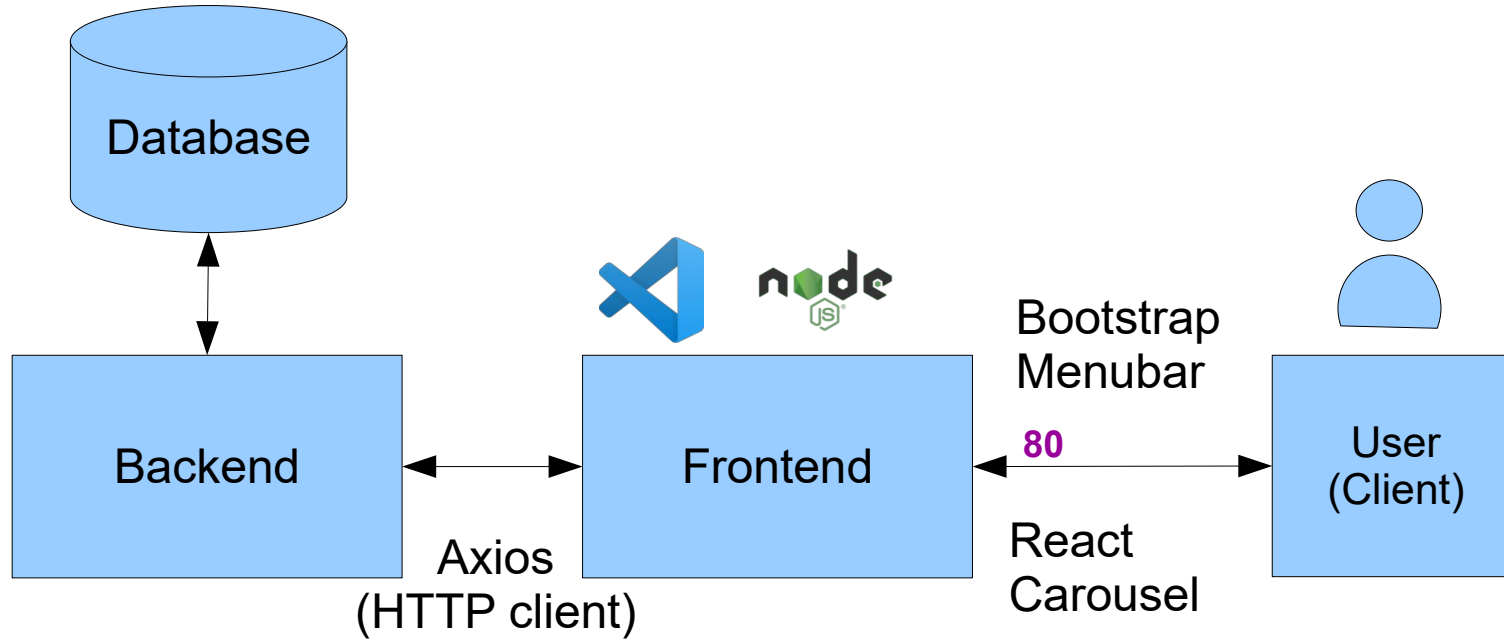 Database
node
JS
Bootstrap
Menubar
Backend
Frontend
80
User
(Client)
Axios
(HTTP client)
React
Carousel